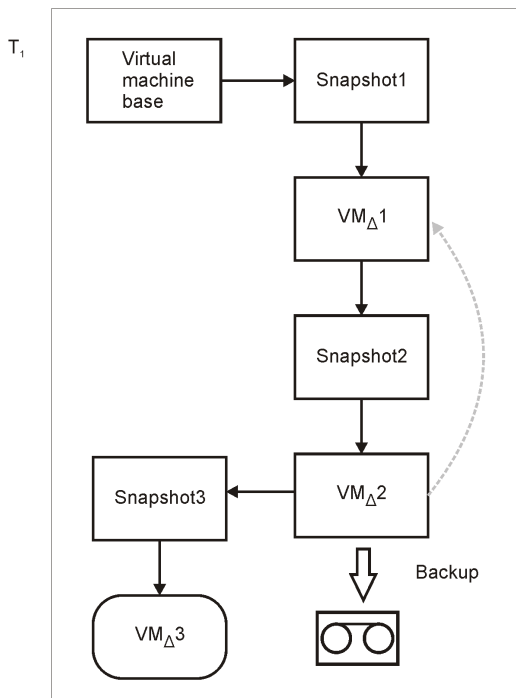 T₁
Virtual
machine
base
Snapshot1
VMΔ1
Snapshot2
Snapshot3
VMΔ2
Backup
VMΔ3